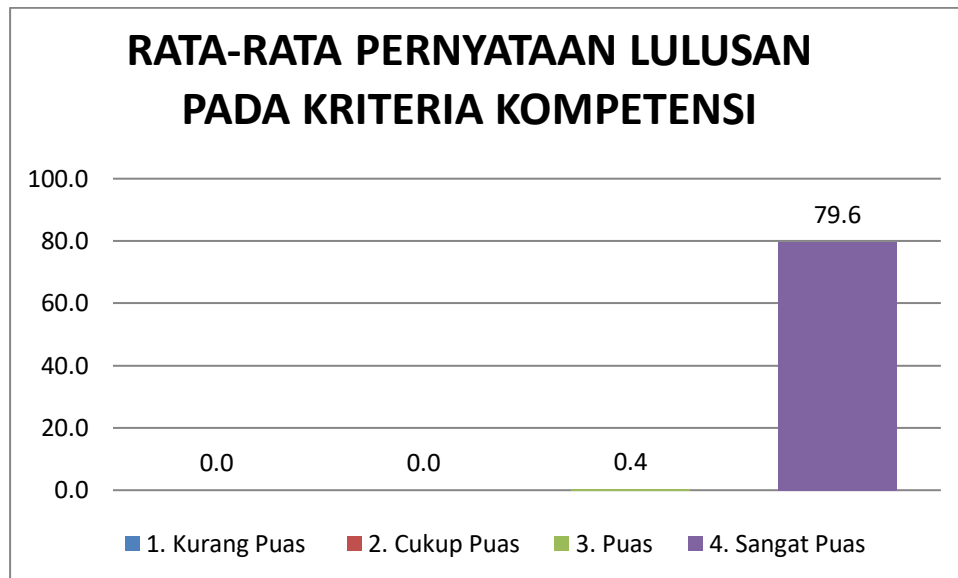 RATA-RATA PERNYATAAN LULUSAN
PADA KRITERIA KOMPETENSI
100.0
80.0
60.0
40.0
20.0
0.0
79.6
0.0
0.0
0.4
1. Kurang Puas
2. Cukup Puas
3. Puas
4. Sangat Puas